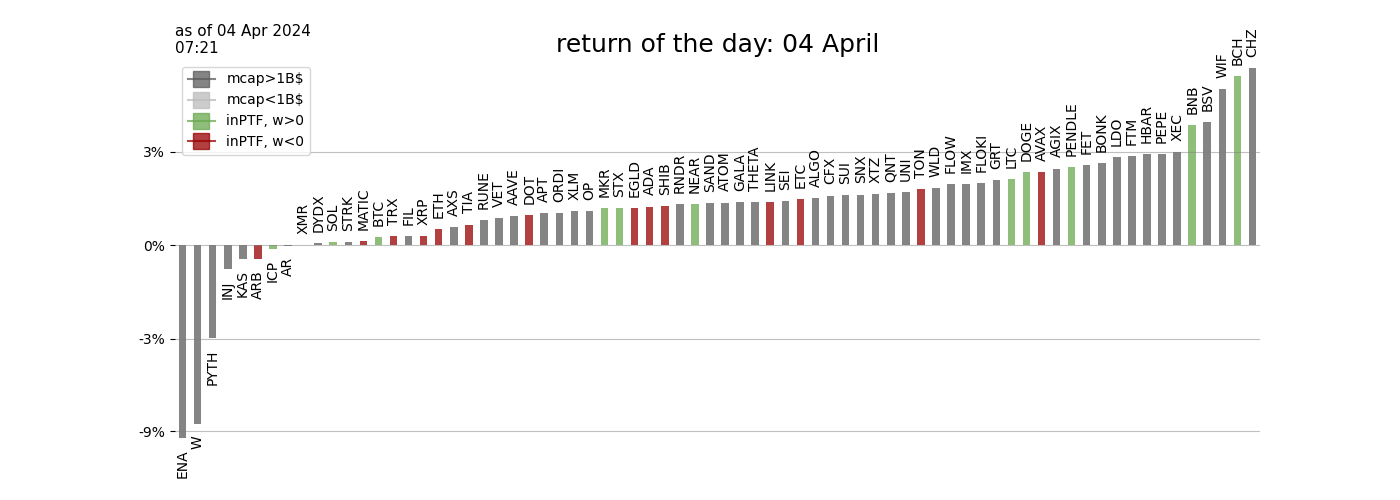 as of 04 Apr 2024
07:21
return of the day: 04 April
mcap>1B$
mcap<1B$
inPTF, w>0
inPTF, w<0
3%
0%
-3%
-9%
ENA
W
PYTH
INJ
KAS
ARB
ICP
AR
XMR
DYDX
SOL
STRK
MATIC
BTC
TRX
FIL
XRP
ETH
AXS
TIA
RUNE
VET
AAVE
DOT
APT
ORDI
XLM
OP
MKR
STX
EGLD
ADA
SHIB
RNDR
NEAR
SAND
ATOM
GALA
THETA
LINK
SEI
ETC
ALGO
CFX
SUI
SNX
XTZ
QNT
UNI
TON
WLD
FLOW
IMX
FLOKI
GRT
LTC
DOGE
AVAX
AGIX
PENDLE
FET
BONK
LDO
FTM
HBAR
PEPE
XEC
BNB
BSV
WIF
BCH
CHZ